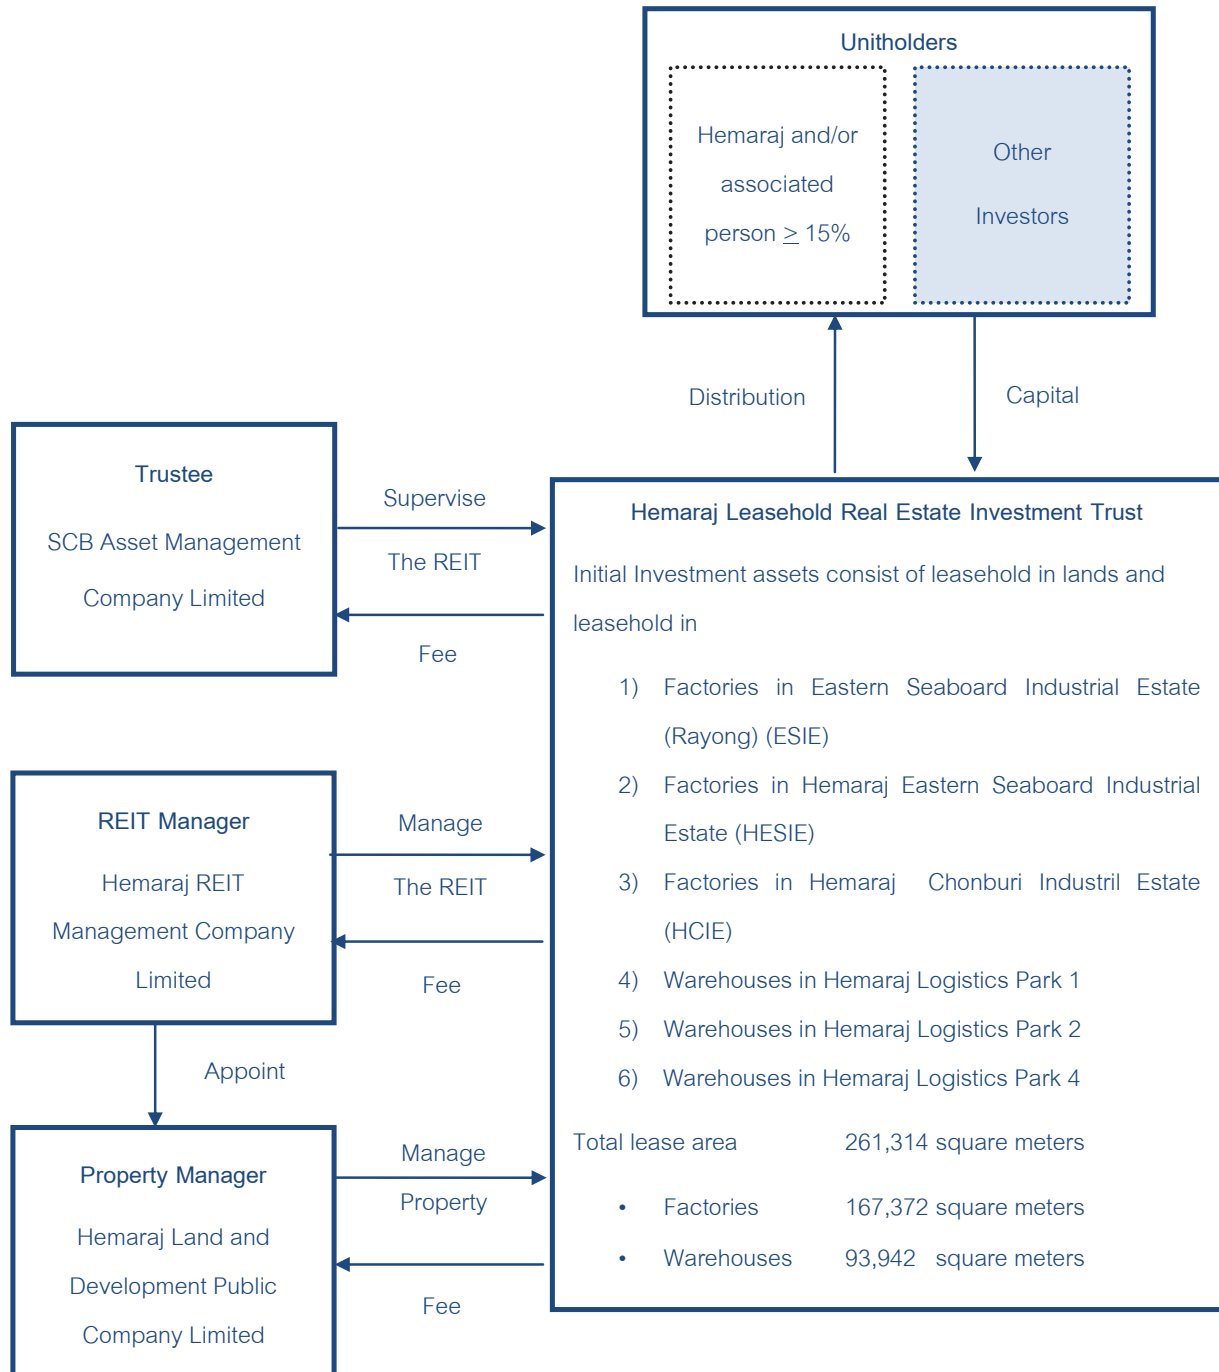 Unitholders
Hemaraj and/or
associated
person ≥ 15%
Other
Investors
Distribution
Capital
Trustee
SCB Asset Management
Company Limited
Supervise
The REIT
Fee
REIT Manager
Hemaraj REIT
Management Company
Limited
Manage
The REIT
Fee
Appoint
Property Manager
Hemaraj Land and
Development Public
Company Limited
Manage
Property
Fee
Hemaraj Leasehold Real Estate Investment Trust
Initial Investment assets consist of leasehold in lands and
leasehold in
1) Factories in Eastern Seaboard Industrial Estate
(Rayong) (ESIE)
2) Factories in Hemaraj Eastern Seaboard Industrial
Estate (HESIE)
3) Factories in Hemaraj Chonburi Industril Estate
(HCIE)
4) Warehouses in Hemaraj Logistics Park 1
5) Warehouses in Hemaraj Logistics Park 2
6) Warehouses in Hemaraj Logistics Park 4
Total lease area 261,314 square meters
• Factories 167,372 square meters
• Warehouses 93,942 square meters